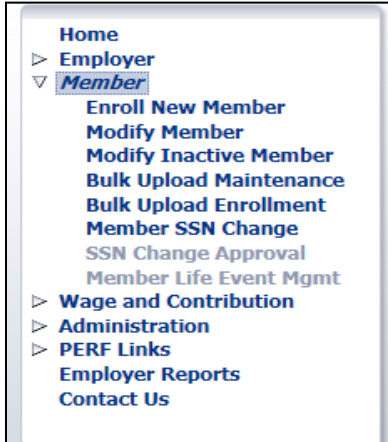 Home
Employer
Member
Enroll New Member
Modify Member
Modify Inactive Member
Bulk Upload Maintenance
Bulk Upload Enrollment
Member SSN Change
SSN Change Approval
Member Life Event Mgmt
Wage and Contribution
Administration
PERF Links
Employer Reports
Contact Us